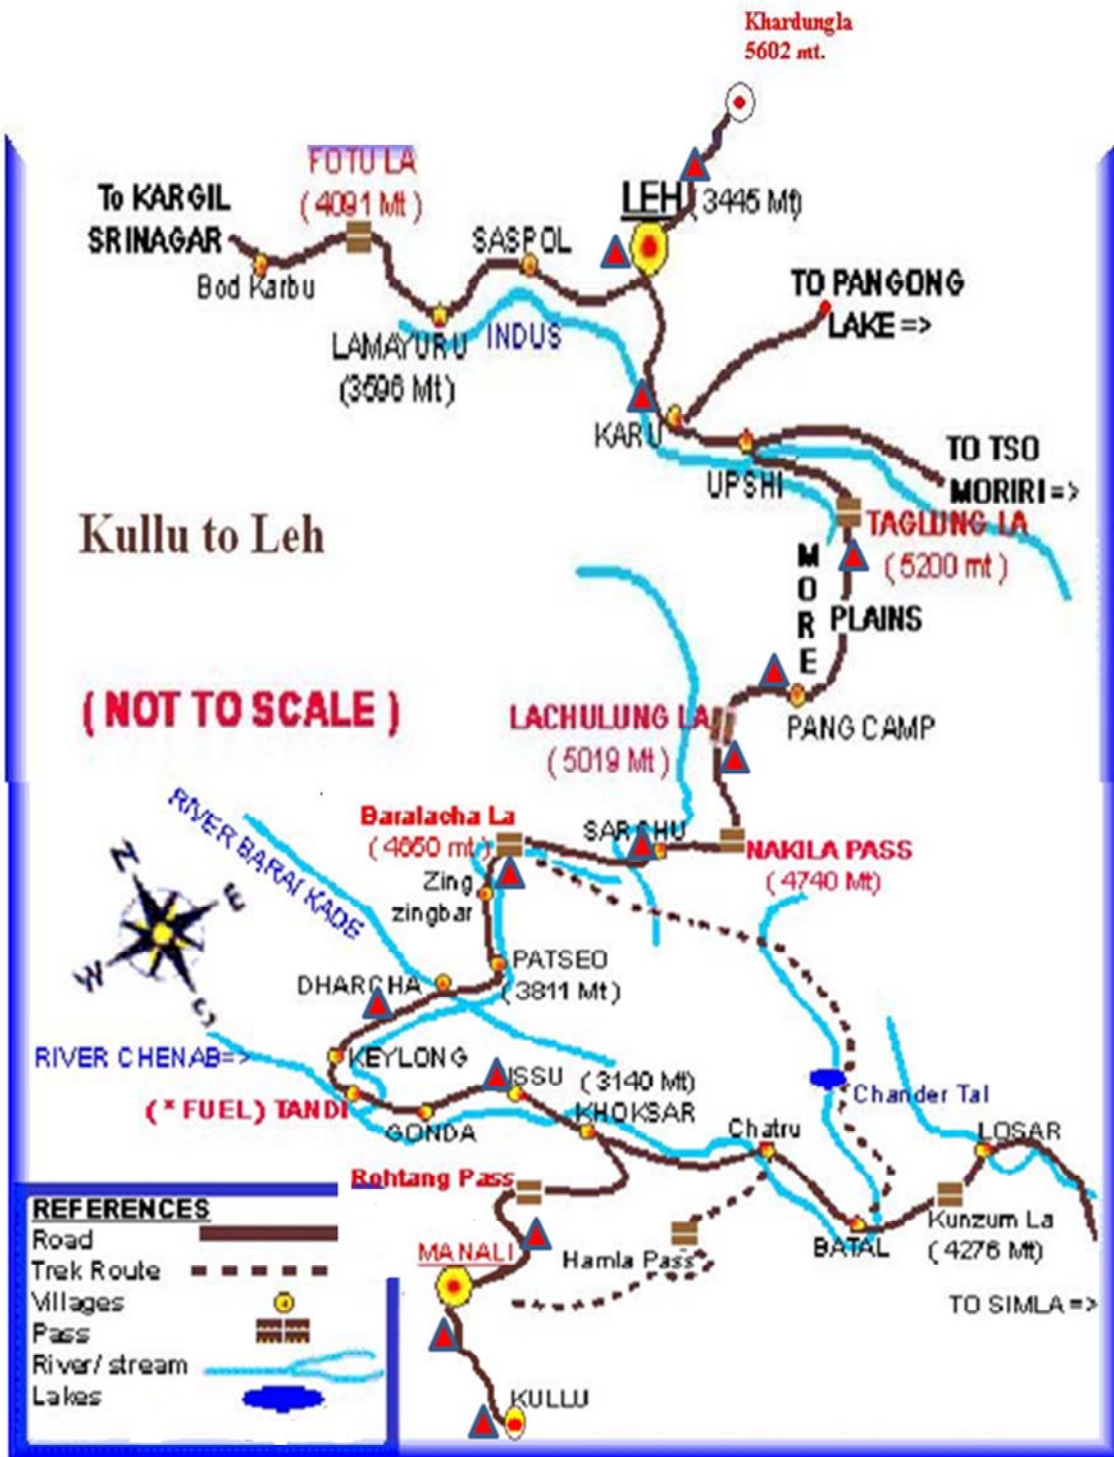 Khardungla
5602 mt.
FOTU LA
( 4091 Mt )
To KARGIL
SRINAGAR
Bod Karbu
LEH
( 3445 Mt)
SASPOL
TO PANGONG
LAKE =>
INDUS
LAMAYURU
(3596 Mt )
KARU
UPSHI
TO TSO
MORIRI =>
Kullu to Leh
TAGLUNG LA
( 5200 mt )
MORE
PLAINS
( NOT TO SCALE )
LACHULUNG LA
( 5019 Mt )
PANG CAMP
RIVER BARAI KADE
Baralacha La
( 4650 mt )
SARCHU
NAKILA PASS
( 4740 Mt)
Zing
zingbar
N
E
W
S
PATSEO
( 3811 Mt )
DHARCHA
RIVER CHENAB=>
KEYLONG
ISSU
( 3140 Mt)
KHOKSAR
(* FUEL) TANDI
GONDA
Chander Tal
Chatru
LOSAR
Rohtang Pass
Kunzum La
( 4276 Mt)
BATAL
MANALI
Hamla Pass
TO SIMLA =>
KULLU
REFERENCES
Road
Trek Route
Villages
Pass
River/ stream
Lakes